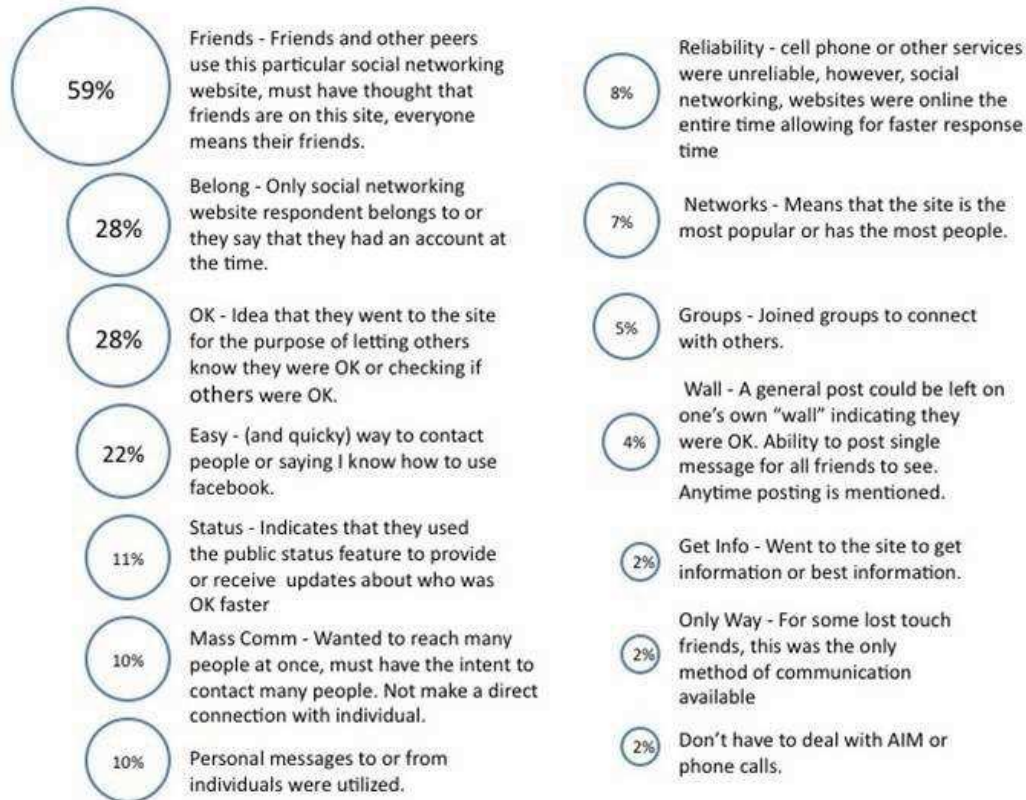 59%
Friends - Friends and other peers
use this particular social networking
website, must have thought that
friends are on this site, everyone
means their friends.
28%
Belong - Only social networking
website respondent belongs to or
they say that they had an account at
the time.
28%
OK - Idea that they went to the site
for the purpose of letting others
know they were OK or checking if
others were OK.
22%
Easy - (and quicky) way to contact
people or saying I know how to use
facebook.
11%
Status - Indicates that they used
the public status feature to provide
or receive updates about who was
OK faster
10%
Mass Comm - Wanted to reach many
people at once, must have the intent to
contact many people. Not make a direct
connection with individual.
10%
Personal messages to or from
individuals were utilized.
8%
Reliability - cell phone or other services
were unreliable, however, social
networking, websites were online the
entire time allowing for faster response
time
7%
Networks - Means that the site is the
most popular or has the most people.
5%
Groups - Joined groups to connect
with others.
4%
Wall - A general post could be left on
one's own “wall” indicating they
were OK. Ability to post single
message for all friends to see.
Anytime posting is mentioned.
2%
Get Info - Went to the site to get
information or best information.
2%
Only Way - For some lost touch
friends, this was the only
method of communication
available
2%
Don't have to deal with AIM or
phone calls.